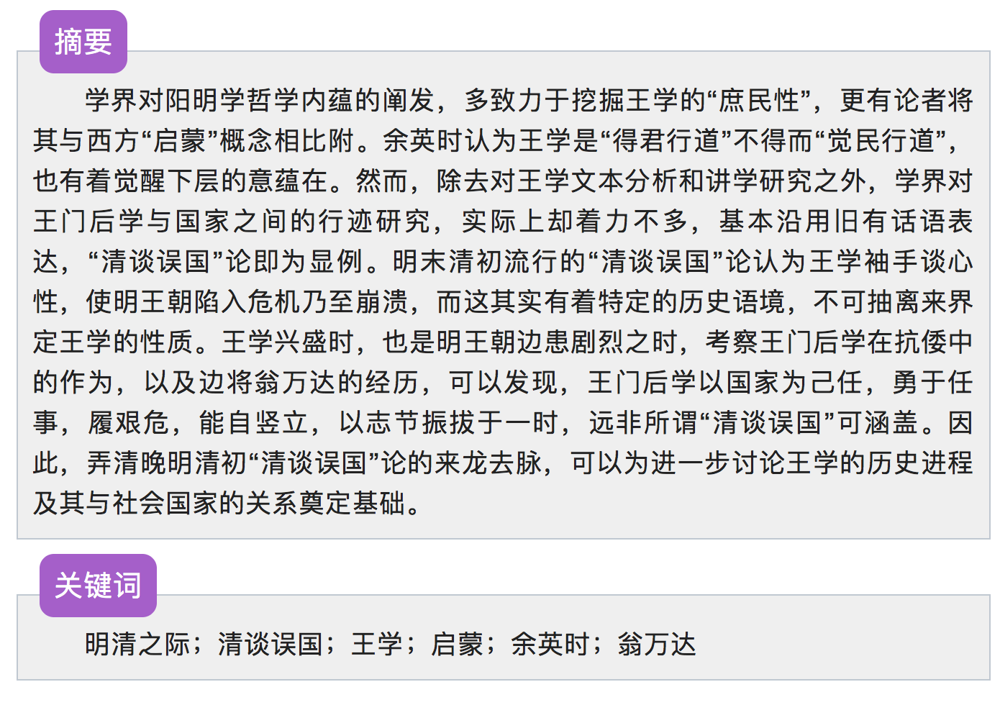 摘要
学界对阳明学哲学内蕴的阐发，多致力于挖掘王学的“庶民性”，更有论者将
其与西方“启蒙”概念相比附。余英时认为王学是“得君行道”不得而“觉民行道”，
也有着觉醒下层的意蕴在。然而，除去对王学文本分析和讲学研究之外，学界对
王门后学与国家之间的行迹研究，实际上却着力不多，基本沿用旧有话语表
达，“清谈误国”论即为显例。明末清初流行的“清谈误国”论认为王学袖手谈心
性，使明王朝陷入危机乃至崩溃，而这其实有着特定的历史语境，不可抽离来界
定王学的性质。王学兴盛时，也是明王朝边患剧烈之时，考察王门后学在抗倭中
的作为，以及边将翁万达的经历，可以发现，王门后学以国家为己任，勇于任
事，履艰危，能自竖立，以志节振拔于一时，远非所谓“清谈误国”可涵盖。因
此，弄清晚明清初“清谈误国”论的来龙去脉，可以为进一步讨论王学的历史进程
及其与社会国家的关系奠定基础。
关键词
明清之际；清谈误国；王学；启蒙；余英时；翁万达